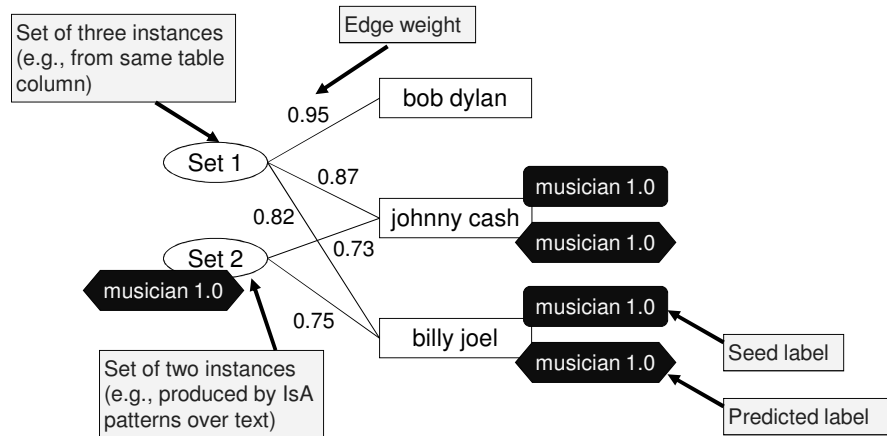 Set of three instances
(e.g., from same table
column)
Edge weight
0.95
bob dylan
Set 1
0.87
musician 1.0
0.82
johnny cash
0.73
musician 1.0
Set 2
musician 1.0
musician 1.0
0.75
billy joel
Seed label
musician 1.0
Set of two instances
(e.g., produced by IsA
patterns over text)
Predicted label